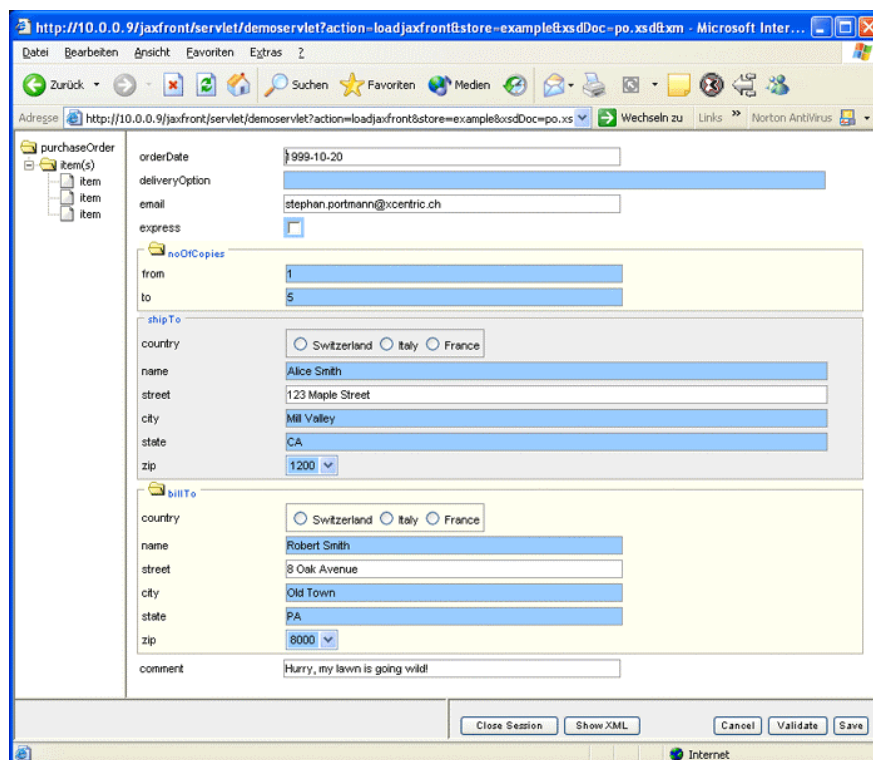 http://10.0.0.9/jaxfront/servlet/demoservlet?action=loadjaxfront&store=example&xsdDoc=po.xsd&xm - Microsoft Inter...
Datei Bearbeiten Ansicht Favoriten Extras ?
Zurück Suchen Favoriten Medien
Adresse http://10.0.0.9/jaxfront/servlet/demoservlet?action=loadjaxfront&store=example&xsdDoc=po.xs Wechseln zu Links » Norton AntiVirus
purchaseOrder
item(s)
item
item
item
orderDate 1999-10-20
deliveryOption
email stephan.portmann@xcentric.ch
express
noOfCopies
from 1
to 5
shipTo
country Switzerland Italy France
name Alice Smith
street 123 Maple Street
city Mill Valley
state CA
zip 1200
billTo
country Switzerland Italy France
name Robert Smith
street 8 Oak Avenue
city Old Town
state PA
zip 8000
comment Hurry, my lawn is going wild!
Close Session Show XML Cancel Validate Save
Internet